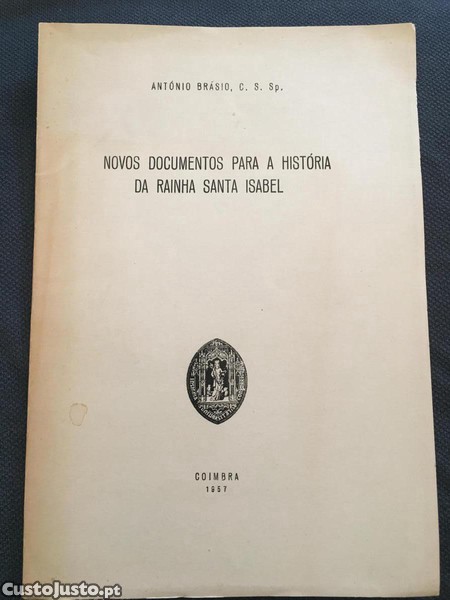 ANTÓNIO BRÁSIO, C. S. Sp.
NOVOS DOCUMENTOS PARA A HISTÓRIA
DA RAINHA SANTA ISABEL
COIMBRA
1957
CustoJusto.pt